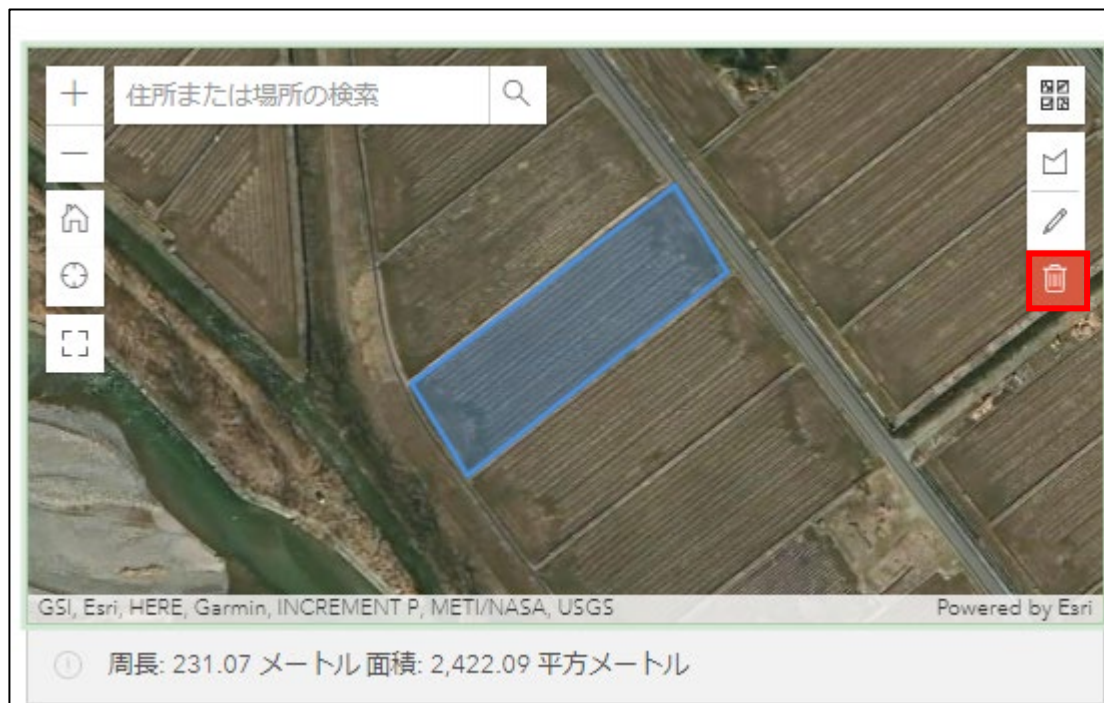 住所または場所の検索
GSI, Esri, HERE, Garmin, INCREMENT P, METI/NASA, USGS
Powered by Esri
周長: 231.07 メートル 面積: 2,422.09 平方メートル